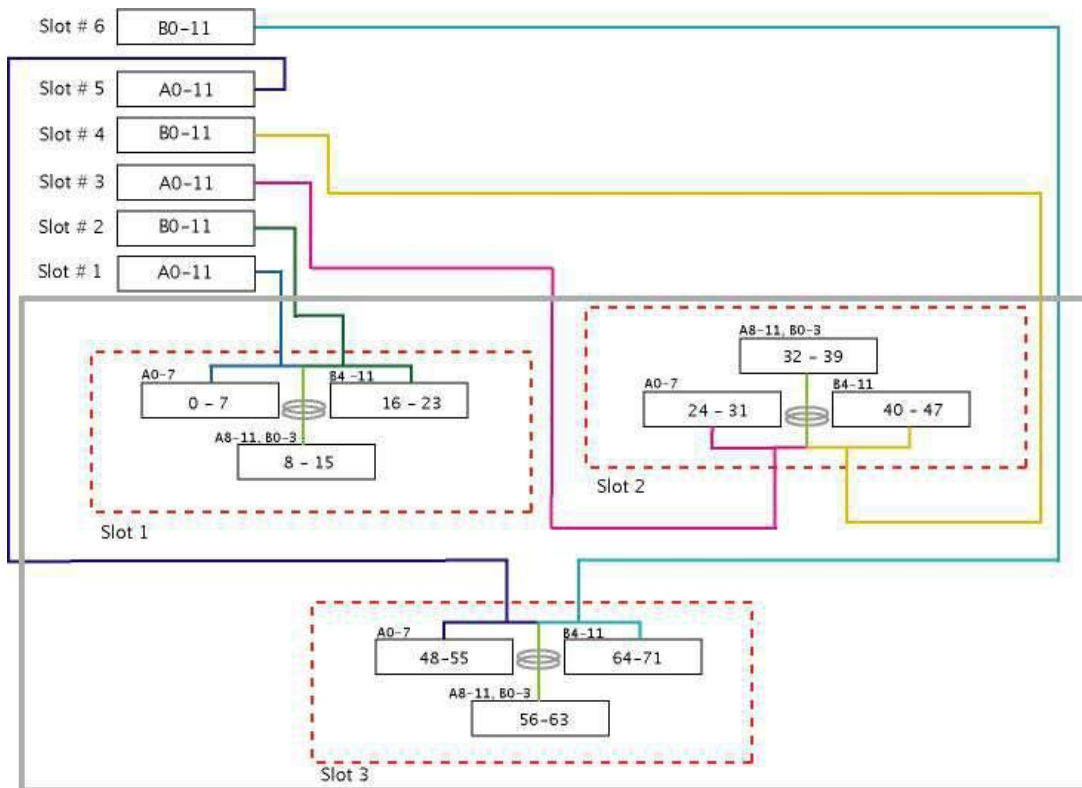 Slot # 6 B0-11
Slot # 5 A0-11
Slot # 4 B0-11
Slot # 3 A0-11
Slot # 2 B0-11
Slot # 1 A0-11
A8-11, B0-3
32 - 39
A0-7 B4-11
24 - 31 40 - 47
Slot 2
A0-7 B4 -11
0 - 7 16 - 23
A8-11, B0-3
8 - 15
Slot 1
A0-7 B4-11
48-55 64-71
A8-11, B0-3
56-63
Slot 3